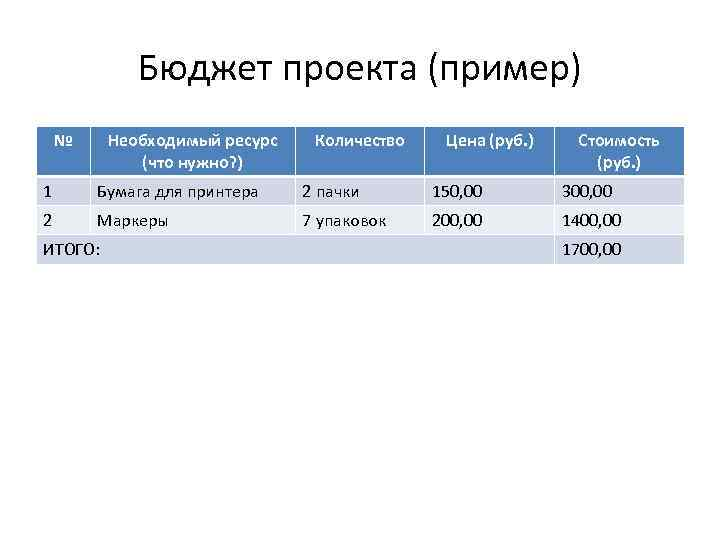 Бюджет проекта (пример)
№ Необходимый ресурс (что нужно?) Количество Цена (руб.) Стоимость (руб.)
1 Бумага для принтера 2 пачки 150, 00 300, 00
2 Маркеры 7 упаковок 200, 00 1400, 00
ИТОГО: 1700, 00